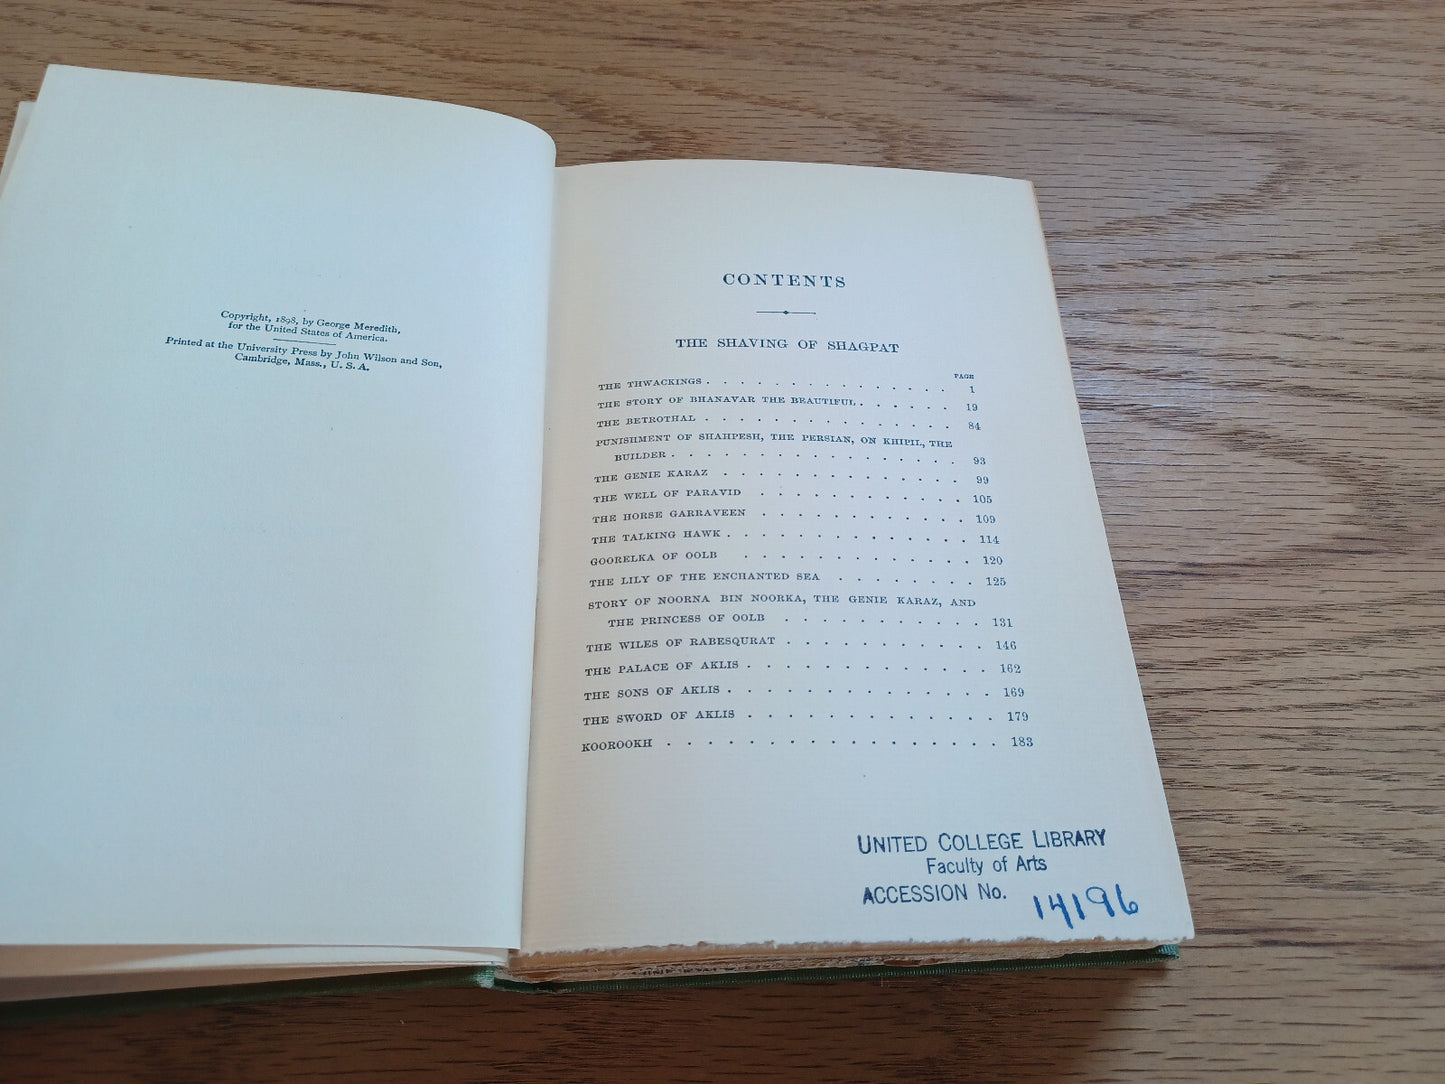 Copyright, 1898, by George Meredith,
for the United States of America.
Printed at the University Press by John Wilson and Son,
Cambridge, Mass., U. S. A.
CONTENTS
THE SHAVING OF SHAGPAT
PAGE
THE THWACKINGS . . . . . . . . . . . . . . . 1
THE STORY OF BHANAVAR THE BEAUTIFUL . . . . . . 19
THE BETROTHAL . . . . . . . . . . . . . . . 84
PUNISHMENT OF SHAHPESH, THE PERSIAN, ON KHIPIL, THE
BUILDER . . . . . . . . . . . . . . . . . 93
THE GENIE KARAZ . . . . . . . . . . . . . . 99
THE WELL OF PARAVID . . . . . . . . . . . . 105
THE HORSE GARRAVEEN . . . . . . . . . . . . 109
THE TALKING HAWK . . . . . . . . . . . . . . 114
GOORELKA OF OOLB . . . . . . . . . . . . . 120
THE LILY OF THE ENCHANTED SEA . . . . . . . . 125
STORY OF NOORNA BIN NOORKA, THE GENIE KARAZ, AND
THE PRINCESS OF OOLB . . . . . . . . . . . 131
THE WILES OF RABESQURAT . . . . . . . . . . . 146
THE PALACE OF AKLIS . . . . . . . . . . . . . 162
THE SONS OF AKLIS . . . . . . . . . . . . . . 169
THE SWORD OF AKLIS . . . . . . . . . . . . . 179
KOOROOKH . . . . . . . . . . . . . . . . . 183
UNITED COLLEGE LIBRARY
Faculty of Arts
ACCESSION No. 14196